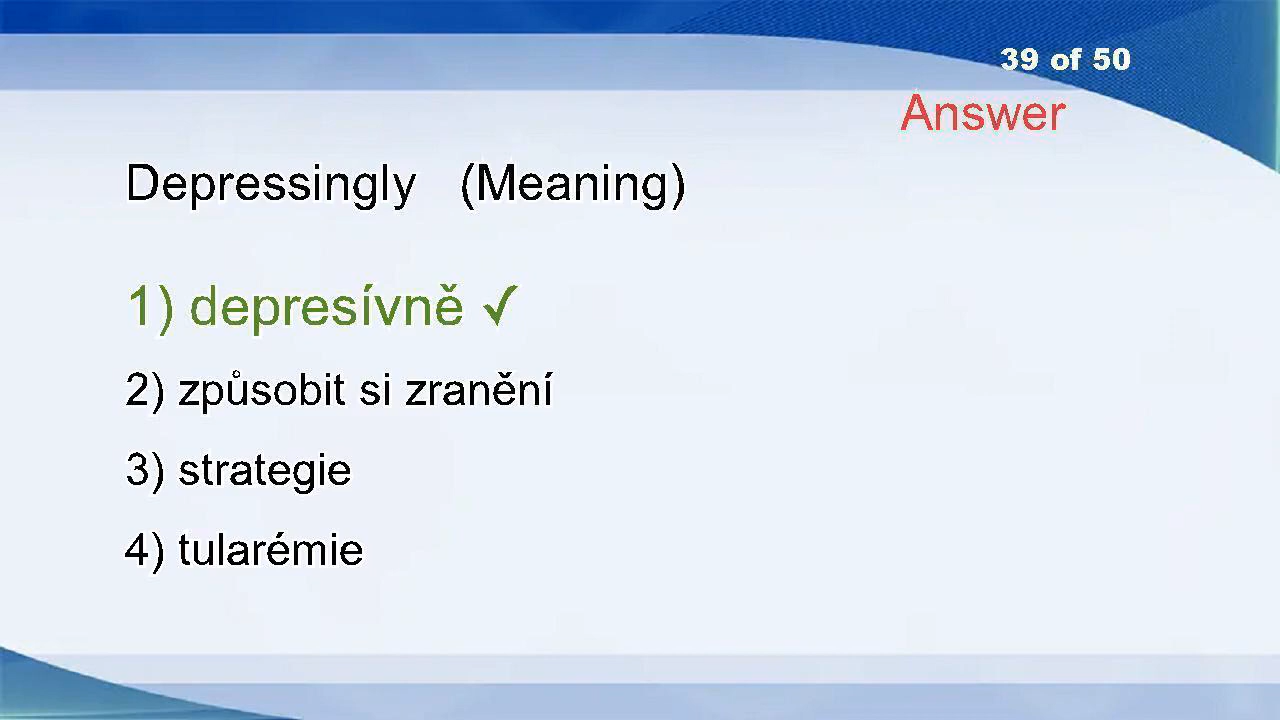 39 of 50
Answer
Depressingly (Meaning)
1) depresívně ✓
2) způsobit si zranění
3) strategie
4) tularémie